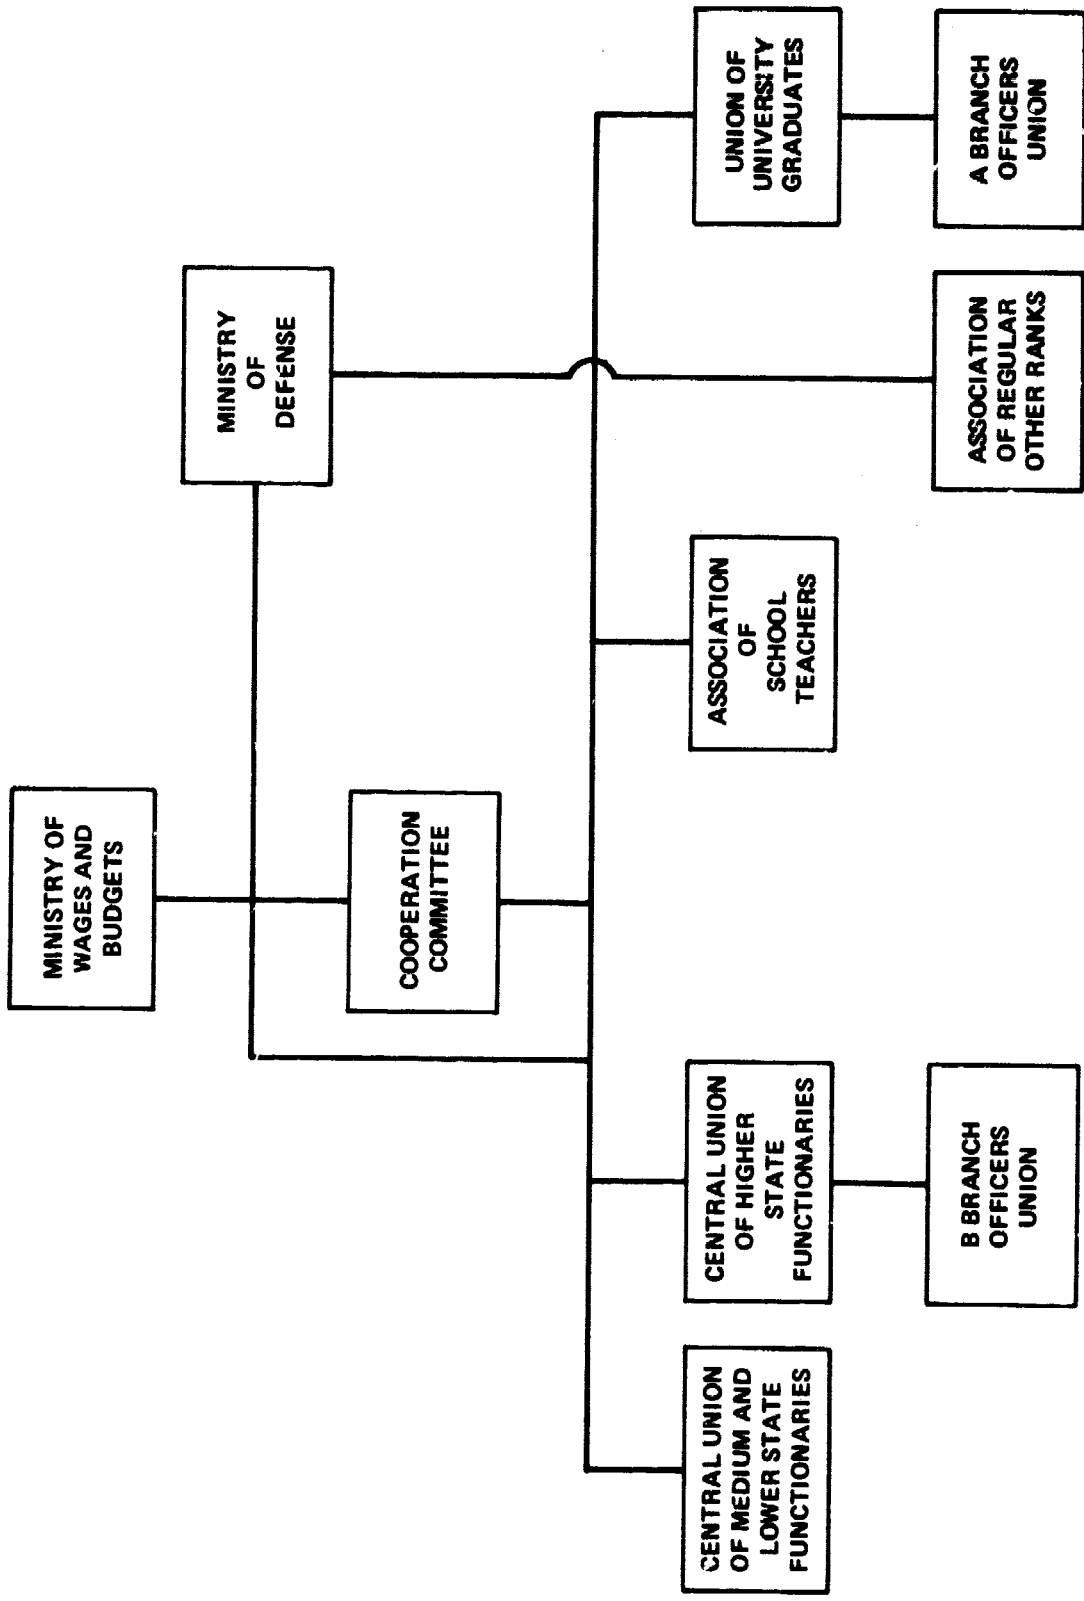 MINISTRY OF
WAGES AND
BUDGETS
MINISTRY
OF
DEFENSE
COOPERATION
COMMITTEE
CENTRAL UNION
OF MEDIUM AND
LOWER STATE
FUNCTIONARIES
CENTRAL UNION
OF HIGHER
STATE
FUNCTIONARIES
ASSOCIATION
OF
SCHOOL
TEACHERS
UNION OF
UNIVERSITY
GRADUATES
B BRANCH
OFFICERS
UNION
ASSOCIATION
OF REGULAR
OTHER RANKS
A BRANCH
OFFICERS
UNION